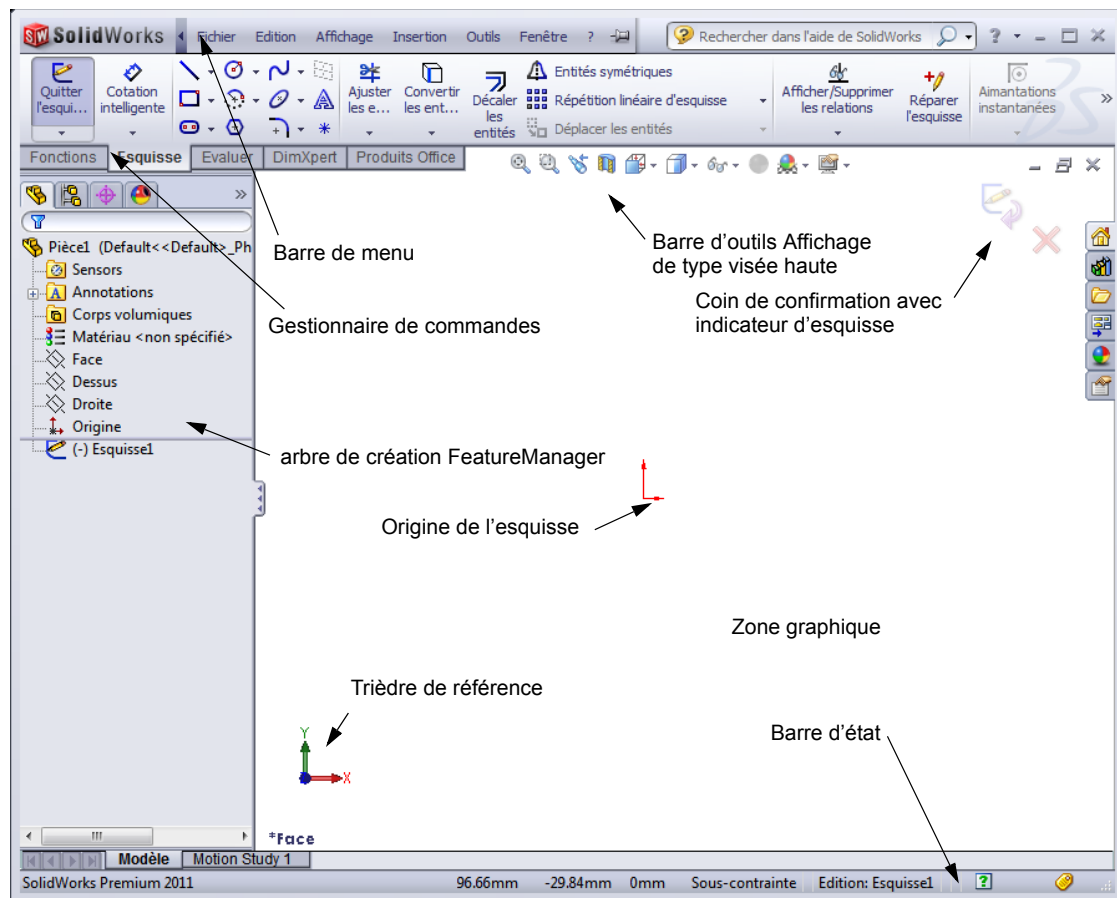 SolidWorks Fichier Edition Affichage Insertion Outils Fenêtre ? Rechercher dans l'aide de SolidWorks ?
Quitter l'esqui...
Cotation intelligente
Ajuster les e...
Convertir les ent...
Décaler les entités
Entités symétriques
Répétition linéaire d'esquisse
Déplacer les entités
Afficher/Supprimer les relations
Réparer l'esquisse
Aimantations instantanées
»
Fonctions Esquisse Evaluer DimXpert Produits Office
»
Pièce1 (Default<<Default>_Ph
Sensors
Annotations
Corps volumiques
Matériau <non spécifié>
Face
Dessus
Droite
Origine
(-) Esquisse1
Barre de menu
Barre d'outils Affichage
de type visée haute
Coin de confirmation avec
indicateur d'esquisse
Gestionnaire de commandes
arbre de création FeatureManager
Origine de l'esquisse
Zone graphique
Trièdre de référence
Barre d'état
Y
X
*Face
Modèle Motion Study 1
SolidWorks Premium 2011 96.66mm -29.84mm 0mm Sous-contrainte Edition: Esquisse1 ?